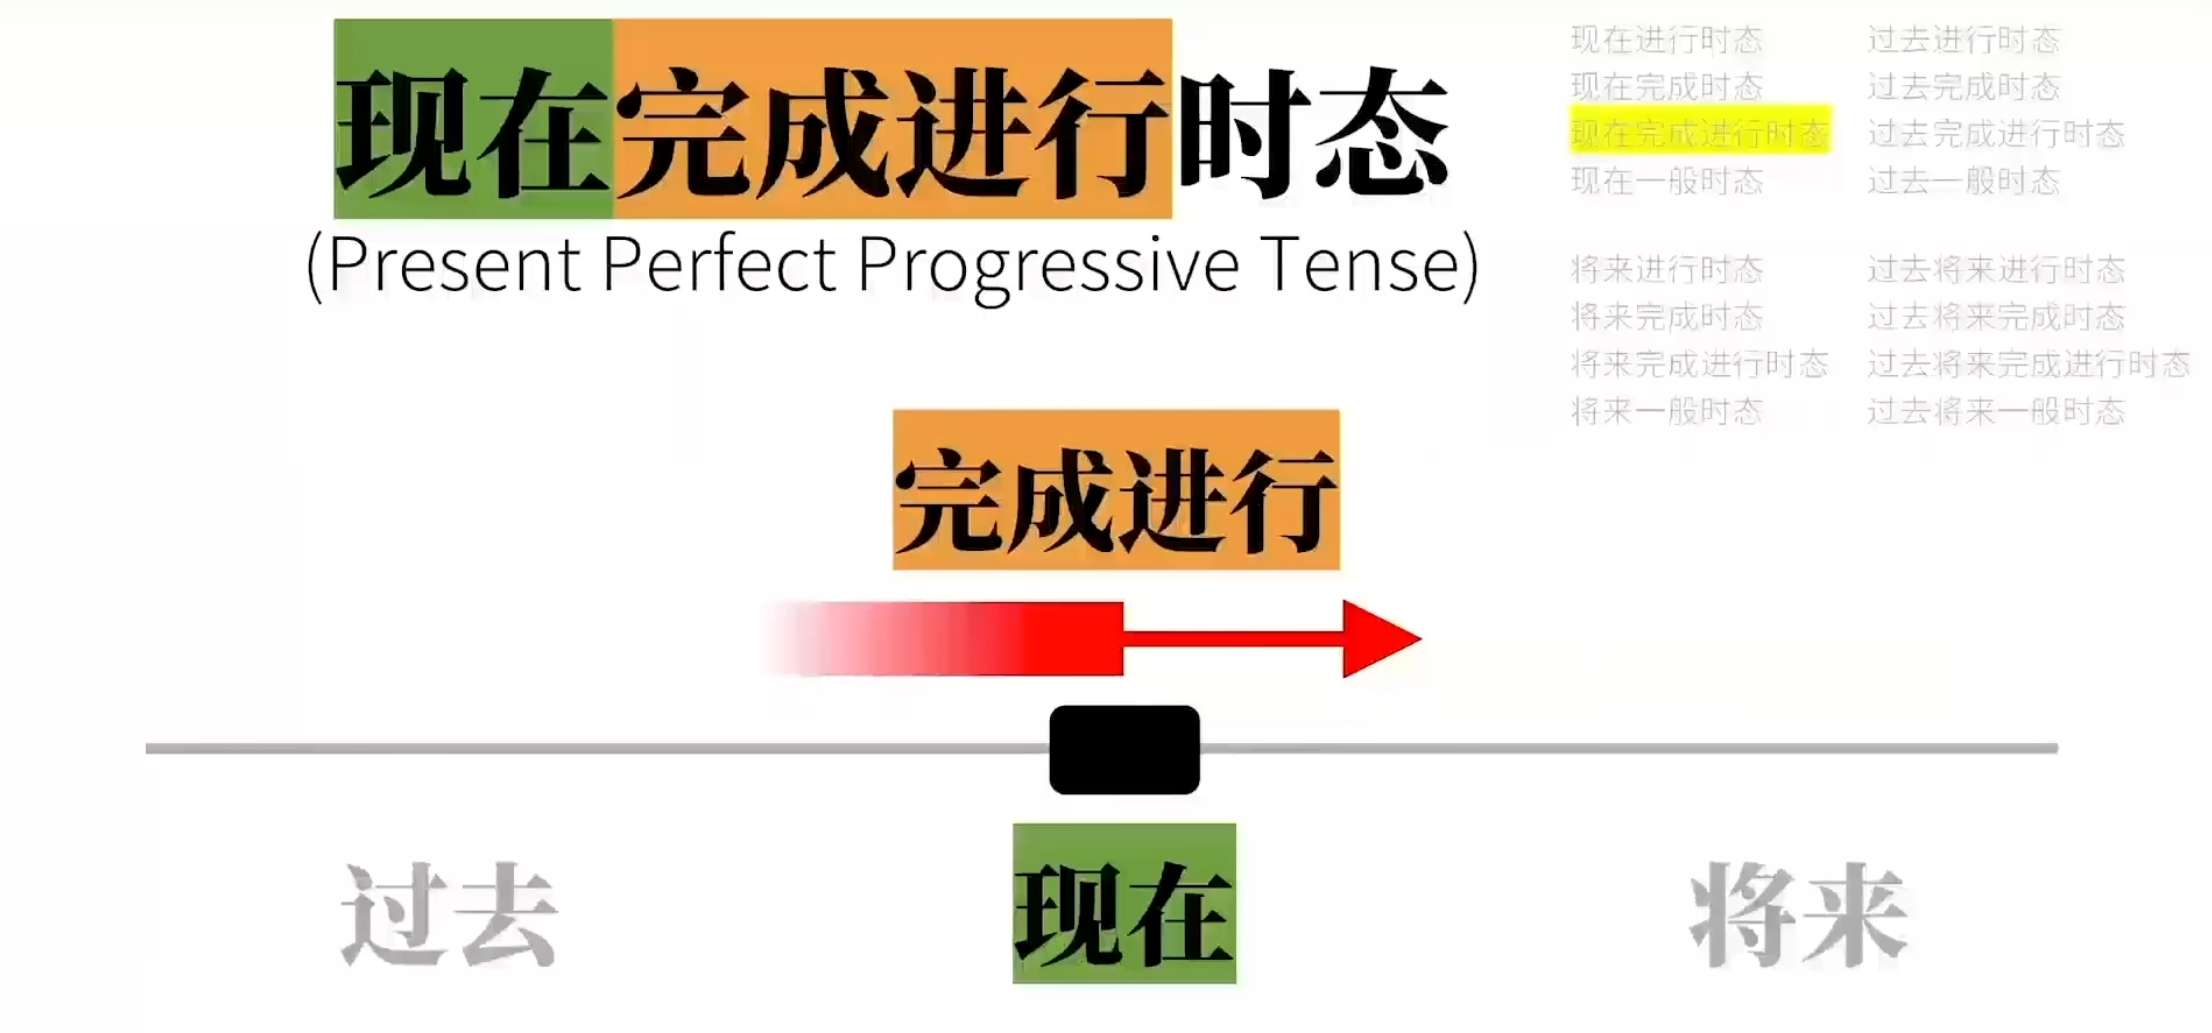 现在完成进行时态
(Present Perfect Progressive Tense)
现在进行时态
现在完成时态
现在完成进行时态
现在一般时态
过去进行时态
过去完成时态
过去完成进行时态
过去一般时态
将来进行时态
将来完成时态
将来完成进行时态
将来一般时态
过去将来进行时态
过去将来完成时态
过去将来完成进行时态
过去将来一般时态
完成进行
过去
现在
将来